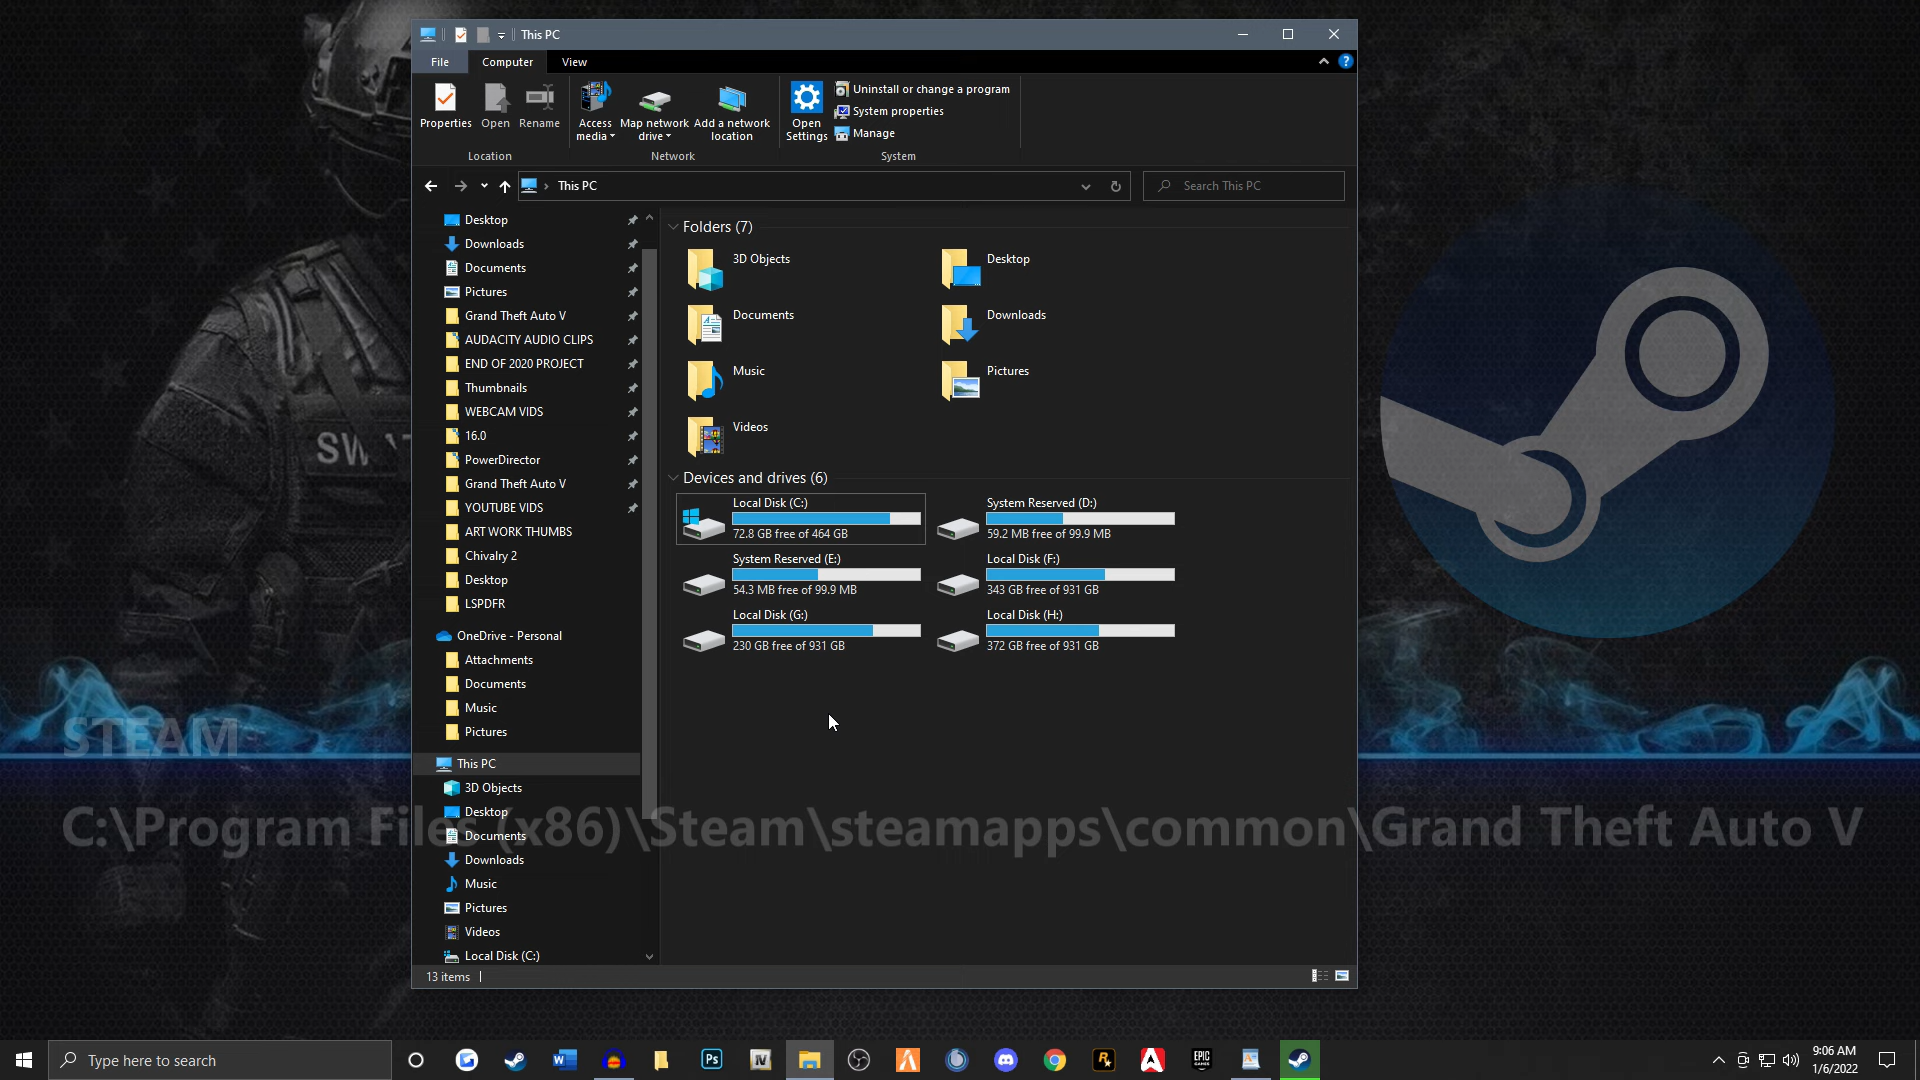 This PC
File
Computer
View
Properties
Open
Rename
Access media
Map network drive
Add a network location
Open Settings
Uninstall or change a program
System properties
Manage
Location
Network
System
This PC
Search This PC
Desktop
Downloads
Documents
Pictures
Grand Theft Auto V
AUDACITY AUDIO CLIPS
END OF 2020 PROJECT
Thumbnails
WEBCAM VIDS
16.0
PowerDirector
Grand Theft Auto V
YOUTUBE VIDS
ART WORK THUMBS
Chivalry 2
Desktop
LSPDFR
OneDrive - Personal
Attachments
Documents
Music
Pictures
This PC
3D Objects
Desktop
Documents
Downloads
Music
Pictures
Videos
Local Disk (C:)
Folders (7)
3D Objects
Desktop
Documents
Downloads
Music
Pictures
Videos
Devices and drives (6)
Local Disk (C:)
72.8 GB free of 464 GB
System Reserved (D:)
59.2 MB free of 99.9 MB
System Reserved (E:)
54.3 MB free of 99.9 MB
Local Disk (F:)
343 GB free of 931 GB
Local Disk (G:)
230 GB free of 931 GB
Local Disk (H:)
372 GB free of 931 GB
13 items
SWAT
STEAM
C:\Program Files (x86)\Steam\steamapps\common\Grand Theft Auto V
Type here to search
W
Ps
IV
R
EPIC GAMES
9:06 AM
1/6/2022